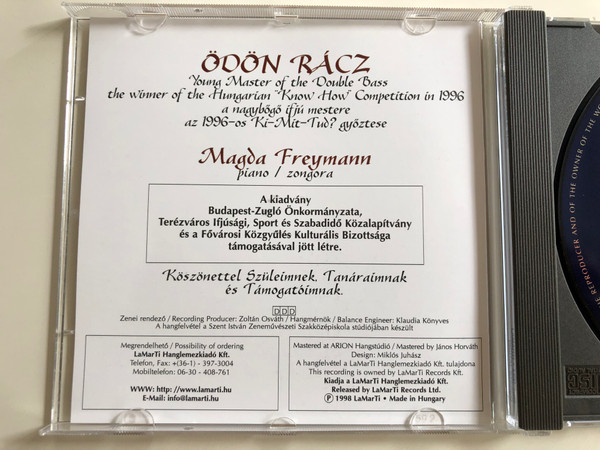 ÖDÖN RÁCZ
Young Master of the Double Bass
the winner of the Hungarian "Know How" Competition in 1996
a nagybőgő ifjú mestere
az 1996-os Ki-Mit-Tud? győztese
Magda Freymann
piano / zongora
A kiadvány
Budapest-Zugló Önkormányzata,
Terézváros Ifjúsági, Sport és Szabadidő Közalapítvány
és a Fővárosi Közgyűlés Kulturális Bizottsága
támogatásával jött létre.
Köszönettel Szüleimnek, Tanáraimnak
és Támogatóimnak.
DDD
Zenei rendező / Recording Producer: Zoltán Osváth / Hangmérnök / Balance Engineer: Klaudia Könyves
A hangfelvétel a Szent István Zeneművészeti Szakközépiskola stúdiójában készült
Megrendelhető / Possibility of ordering
LaMarTi Hanglemezkiadó Kft.
Telefon, Fax: +(36-1) - 397-3004
Mobiltelefon: 06-30 - 408-761
WWW: http://www.lamarti.hu
E-Mail: info@lamarti.hu
Mastered at ARION Hangstúdió / Mastered by János Horváth
Design: Miklós Juhász
A hangfelvétel a LaMarTi Hanglemezkiadó Kft. tulajdona
This recording is owned by LaMarTi Records Kft.
Kiadja a LaMarTi Hanglemezkiadó Kft.
Released by LaMarTi Records Ltd.
Ⓟ 1998 LaMarTi • Made in Hungary
REPRODUCER AND OF THE OWNER OF THE